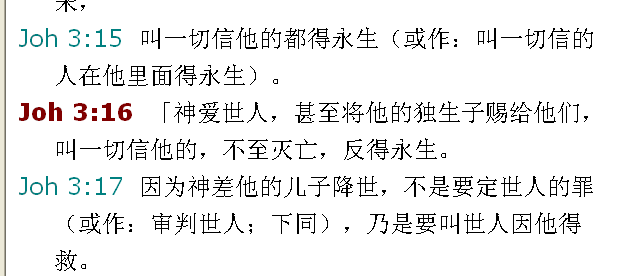 来，
Joh 3:15 叫一切信他的都得永生（或作：叫一切信的
人在他里面得永生）。
Joh 3:16 「神爱世人，甚至将他的独生子赐给他们，
叫一切信他的，不至灭亡，反得永生。
Joh 3:17 因为神差他的儿子降世，不是要定世人的罪
（或作：审判世人；下同），乃是要叫世人因他得
救。